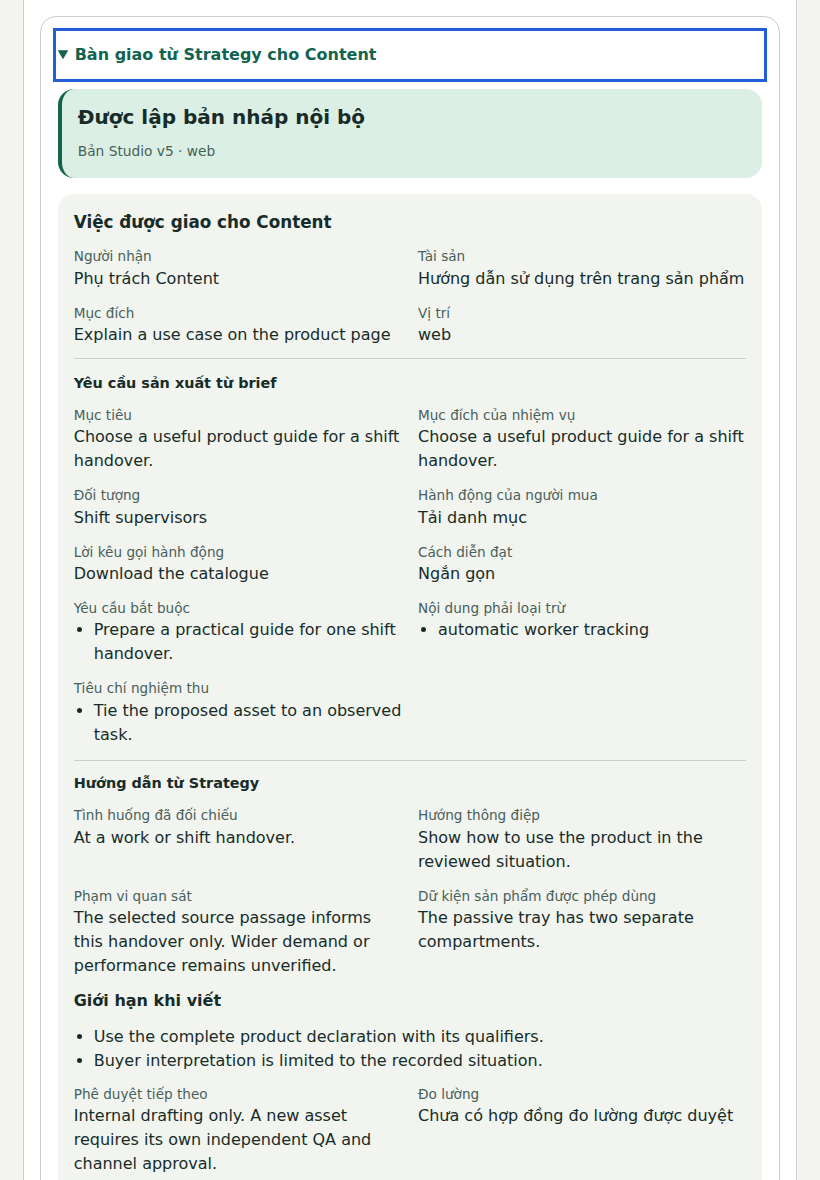 Bàn giao từ Strategy cho Content
Được lập bản nháp nội bộ
Bản Studio v5 · web
Việc được giao cho Content
Người nhận
Phụ trách Content
Tài sản
Hướng dẫn sử dụng trên trang sản phẩm
Mục đích
Explain a use case on the product page
Vị trí
web
Yêu cầu sản xuất từ brief
Mục tiêu
Choose a useful product guide for a shift
handover.
Mục đích của nhiệm vụ
Choose a useful product guide for a shift
handover.
Đối tượng
Shift supervisors
Hành động của người mua
Tải danh mục
Lời kêu gọi hành động
Download the catalogue
Cách diễn đạt
Ngắn gọn
Yêu cầu bắt buộc
• Prepare a practical guide for one shift
handover.
Nội dung phải loại trừ
• automatic worker tracking
Tiêu chí nghiệm thu
• Tie the proposed asset to an observed
task.
Hướng dẫn từ Strategy
Tình huống đã đối chiếu
At a work or shift handover.
Hướng thông điệp
Show how to use the product in the
reviewed situation.
Phạm vi quan sát
The selected source passage informs
this handover only. Wider demand or
performance remains unverified.
Dữ kiện sản phẩm được phép dùng
The passive tray has two separate
compartments.
Giới hạn khi viết
• Use the complete product declaration with its qualifiers.
• Buyer interpretation is limited to the recorded situation.
Phê duyệt tiếp theo
Internal drafting only. A new asset
requires its own independent QA and
channel approval.
Đo lường
Chưa có hợp đồng đo lường được duyệt